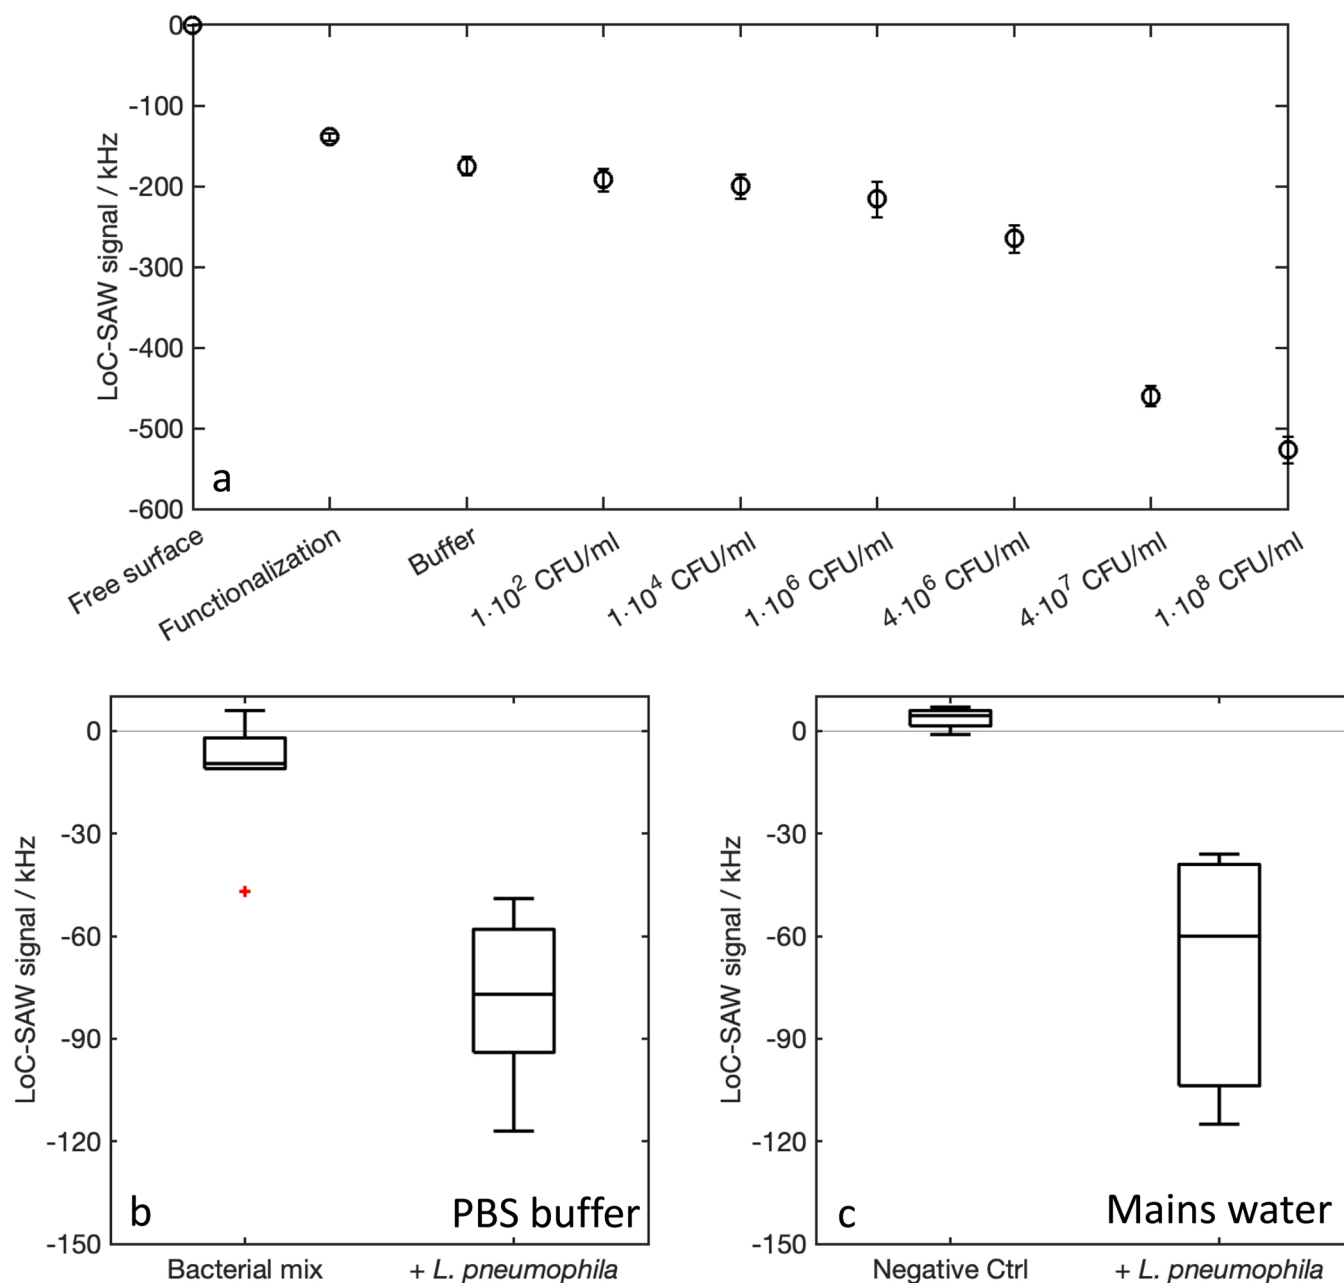 0
-100
-200
-300
-400
-500
-600
LoC-SAW signal / kHz
a
Free surface
Functionalization
Buffer
1·10² CFU/ml
1·10⁴ CFU/ml
1·10⁶ CFU/ml
4·10⁶ CFU/ml
4·10⁷ CFU/ml
1·10⁸ CFU/ml
0
-30
-60
-90
-120
-150
LoC-SAW signal / kHz
b
PBS buffer
Bacterial mix
+ L. pneumophila
0
-30
-60
-90
-120
-150
LoC-SAW signal / kHz
c
Mains water
Negative Ctrl
+ L. pneumophila